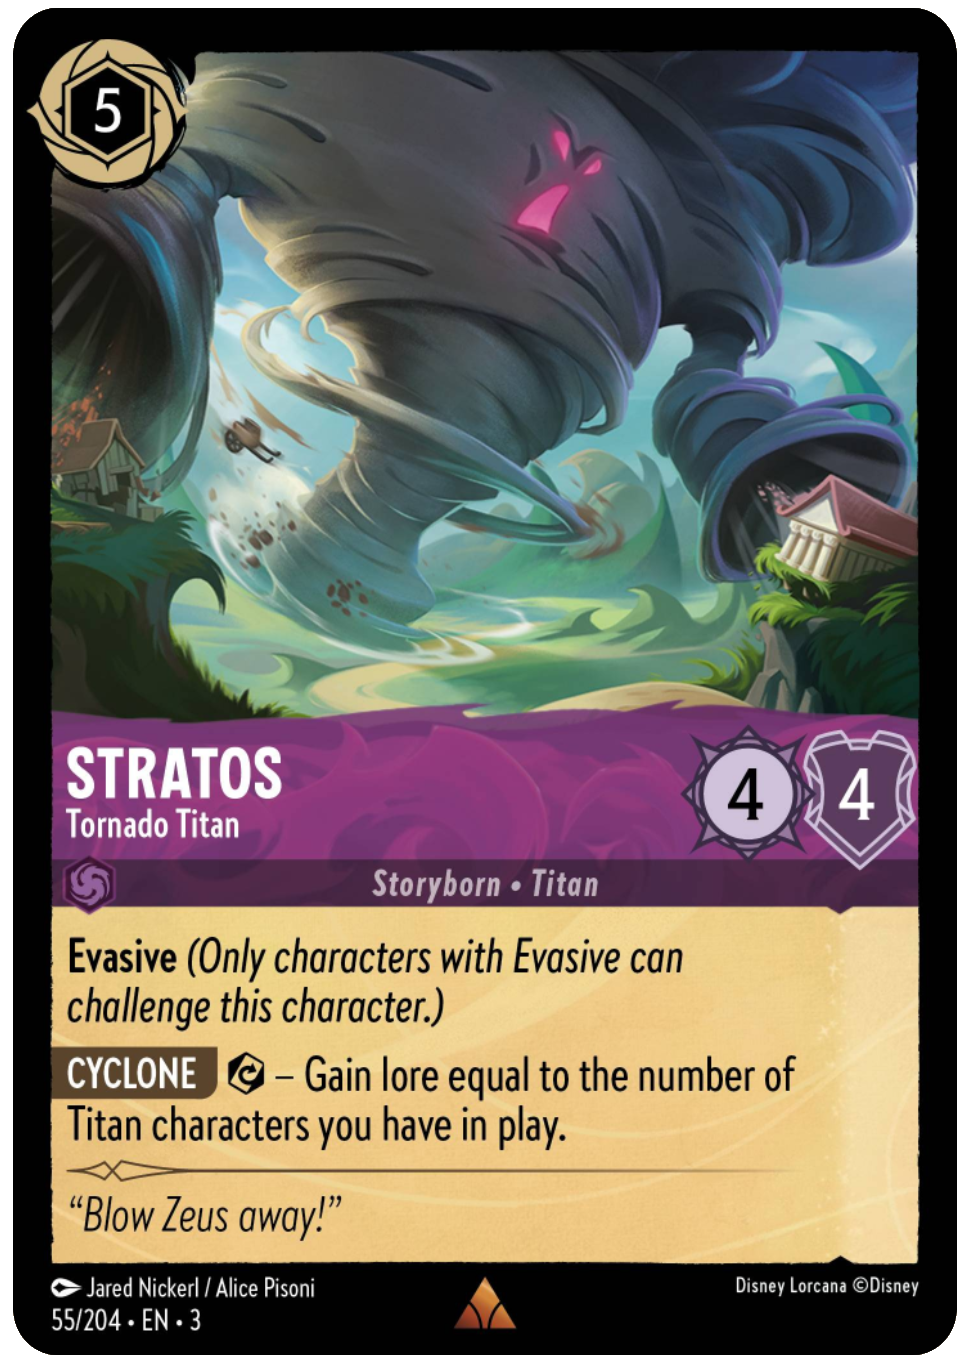 5
STRATOS
Tornado Titan
4 4
Storyborn • Titan
Evasive (Only characters with Evasive can
challenge this character.)
CYCLONE – Gain lore equal to the number of
Titan characters you have in play.
“Blow Zeus away!”
Jared Nickerl / Alice Pisoni
Disney Lorcana ©Disney
55/204 • EN • 3